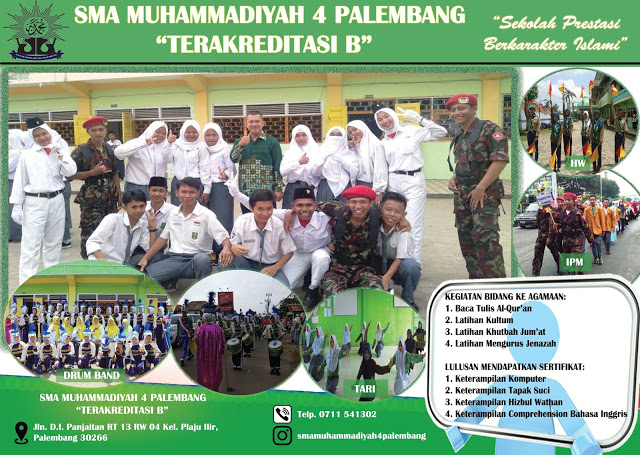 SMA MUHAMMADIYAH 4 PALEMBANG
"TERAKREDITASI B"
"Sekolah Prestasi
Berkarakter Islami"
HW
IPM
KEGIATAN BIDANG KE AGAMAAN:
1. Baca Tulis Al-Qur'an
2. Latihan Kultum
3. Latihan Khutbah Jum'at
4. Latihan Mengurus Jenazah
LULUSAN MENDAPATKAN SERTIFIKAT:
1. Keterampilan Komputer
2. Keterampilan Tapak Suci
3. Keterampilan Hizbul Wathan
4. Keterampilan Comprehension Bahasa Inggris
DRUM BAND
TARI
SMA MUHAMMADIYAH 4 PALEMBANG
"TERAKREDITASI B"
Jln. D.I. Panjaitan RT 13 RW 04 Kel. Plaju Ilir,
Palembang 30266
Telp. 0711 541302
smamuhammadiyah4palembang